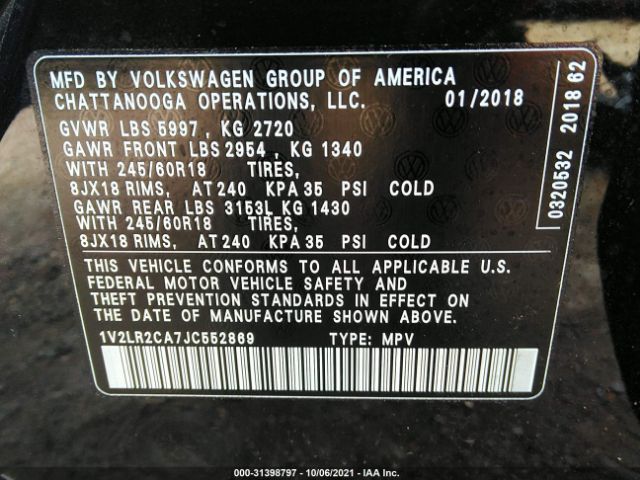 MFD BY VOLKSWAGEN GROUP OF AMERICA
CHATTANOOGA OPERATIONS, LLC. 01/2018
GVWR LBS 5997 , KG 2720
GAWR FRONT LBS 2954 , KG 1340
WITH 245/60R18 TIRES,
8JX18 RIMS, AT 240 KPA 35 PSI COLD
GAWR REAR LBS 3153L KG 1430
WITH 245/60R18 TIRES,
8JX18 RIMS, AT 240 KPA 35 PSI COLD
THIS VEHICLE CONFORMS TO ALL APPLICABLE U.S.
FEDERAL MOTOR VEHICLE SAFETY AND
THEFT PREVENTION STANDARDS IN EFFECT ON
THE DATE OF MANUFACTURE SHOWN ABOVE.
1V2LR2CA7JC552869 TYPE: MPV
0320532 2018 62
000-31398797 - 10/06/2021 - IAA Inc.